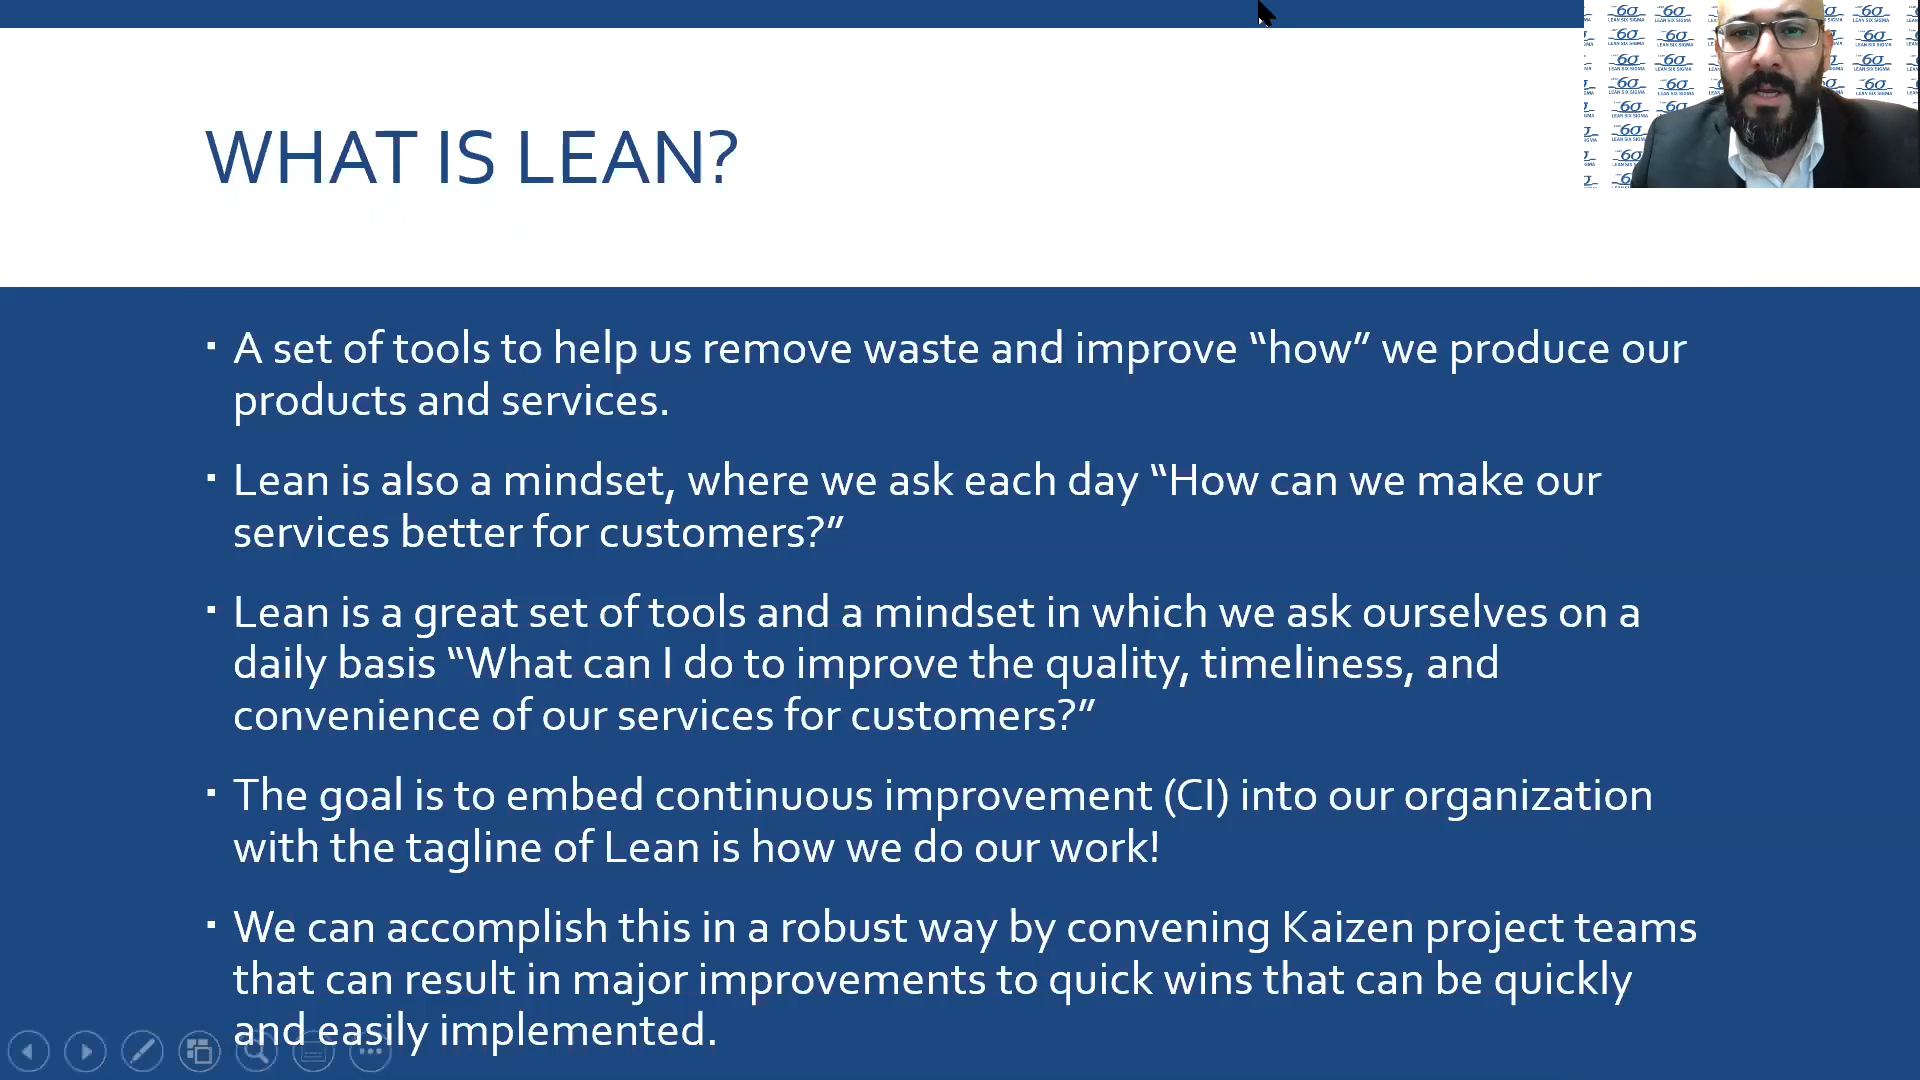 WHAT IS LEAN?
▪ A set of tools to help us remove waste and improve “how” we produce our
products and services.
▪ Lean is also a mindset, where we ask each day “How can we make our
services better for customers?”
▪ Lean is a great set of tools and a mindset in which we ask ourselves on a
daily basis “What can I do to improve the quality, timeliness, and
convenience of our services for customers?”
▪ The goal is to embed continuous improvement (CI) into our organization
with the tagline of Lean is how we do our work!
▪ We can accomplish this in a robust way by convening Kaizen project teams
that can result in major improvements to quick wins that can be quickly
and easily implemented.
6σ
LEAN SIX SIGMA